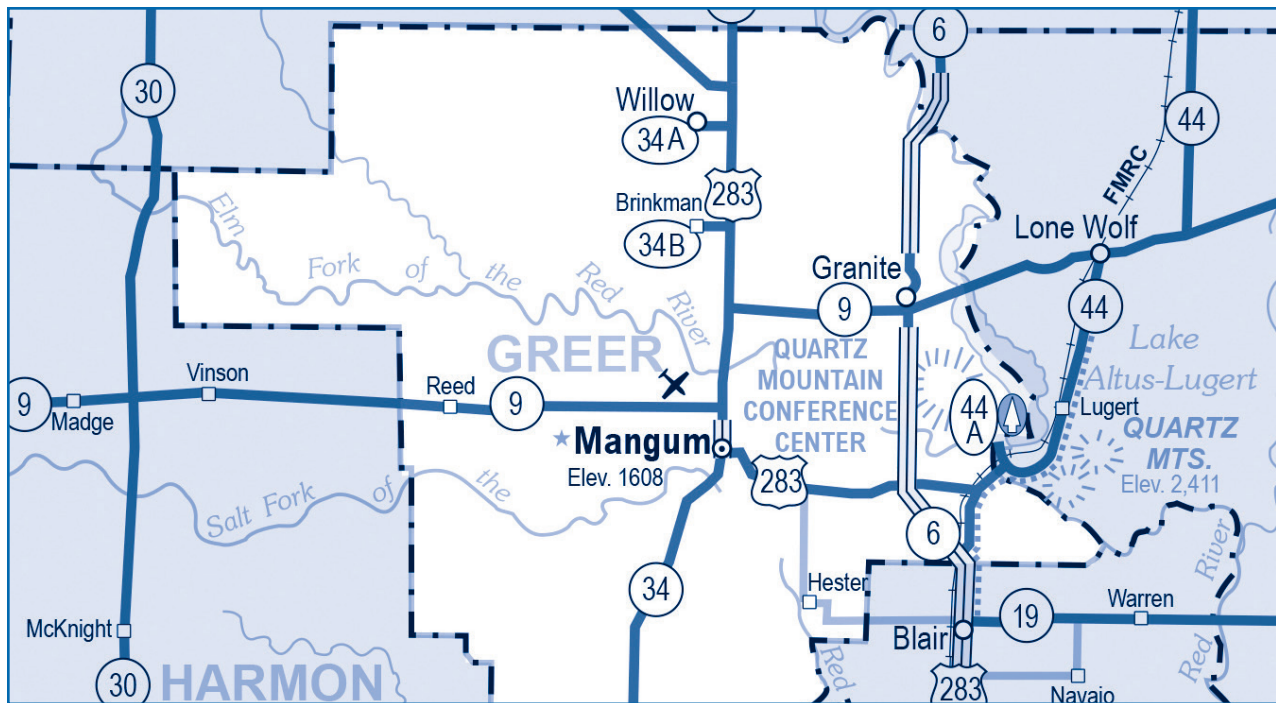 6
30
Willow
34 A
44
FMRC
283
Brinkman
34B
Lone Wolf
Elm
Fork of the Red River
Granite
9
44
GREER
QUARTZ
MOUNTAIN
CONFERENCE
CENTER
Lake
Altus-Lugert
Vinson
9
Madge
Reed
9
44
A
Lugert
Mangum
Elev. 1608
QUARTZ
MTS.
Elev. 2,411
283
Salt Fork of the
6
River
34
Hester
19
Warren
McKnight
Blair
Red
Red
30
HARMON
283
Navajo